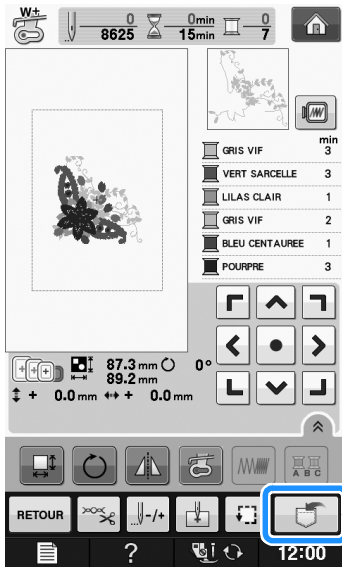 W+
0
8625
0min
15min
0
7
min
GRIS VIF 3
VERT SARCELLE 3
LILAS CLAIR 1
GRIS VIF 2
BLEU CENTAUREE 1
POURPRE 3
87.3 mm 0°
89.2 mm
+ 0.0 mm + 0.0 mm
A B C
RETOUR -/+
? 12:00